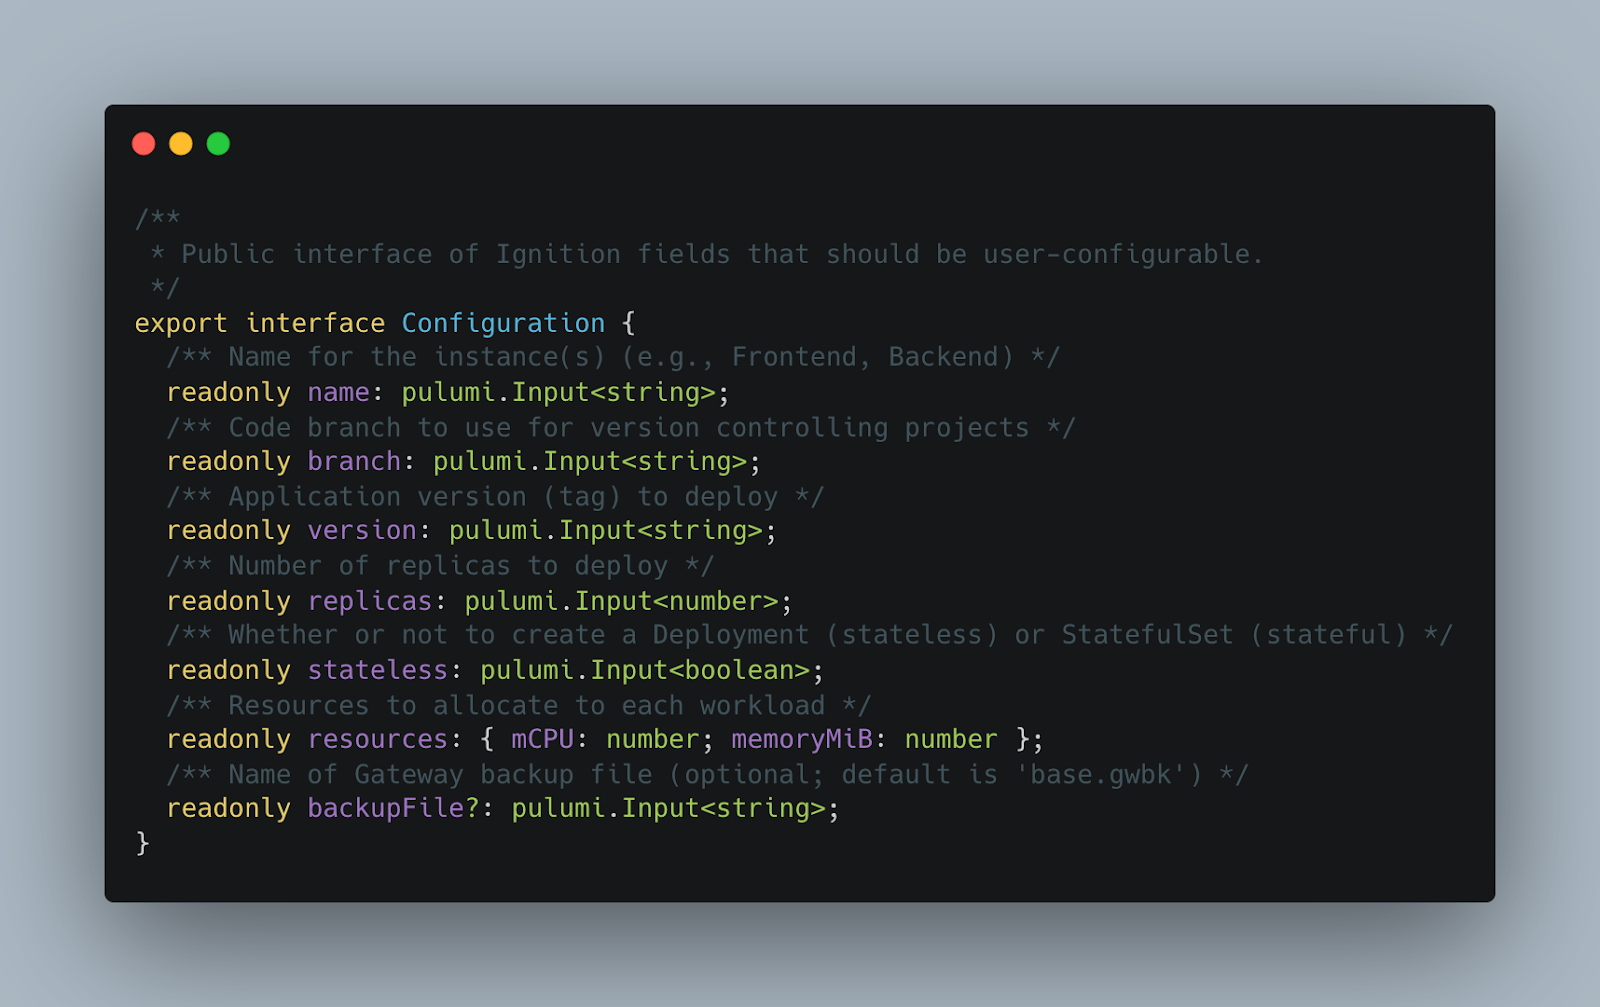 /**
 * Public interface of Ignition fields that should be user-configurable.
 */
export interface Configuration {
  /** Name for the instance(s) (e.g., Frontend, Backend) */
  readonly name: pulumi.Input<string>;
  /** Code branch to use for version controlling projects */
  readonly branch: pulumi.Input<string>;
  /** Application version (tag) to deploy */
  readonly version: pulumi.Input<string>;
  /** Number of replicas to deploy */
  readonly replicas: pulumi.Input<number>;
  /** Whether or not to create a Deployment (stateless) or StatefulSet (stateful) */
  readonly stateless: pulumi.Input<boolean>;
  /** Resources to allocate to each workload */
  readonly resources: { mCPU: number; memoryMiB: number };
  /** Name of Gateway backup file (optional; default is 'base.gwbk') */
  readonly backupFile?: pulumi.Input<string>;
}